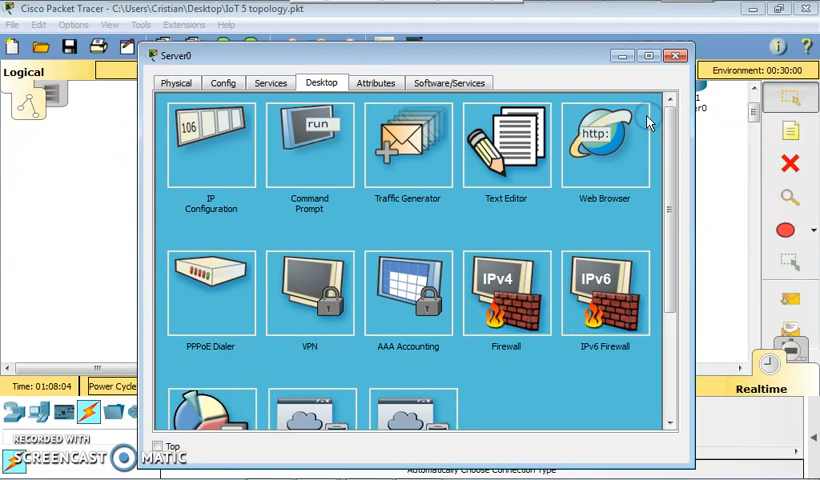 Cisco Packet Tracer - C:\Users\Cristian\Desktop\IoT 5 topology.pkt
File Edit Options View Tools Extensions Help
Server0
Logical
Environment: 00:30:00
Physical Config Services Desktop Attributes Software/Services
106
run
http:
IP Configuration
Command Prompt
Traffic Generator
Text Editor
Web Browser
IPv4
IPv6
PPPoE Dialer
VPN
AAA Accounting
Firewall
IPv6 Firewall
Time: 01:08:04
Power Cycle
Realtime
Top
RECORDED WITH
SCREENCAST MATIC
Automatically Choose Connection Type